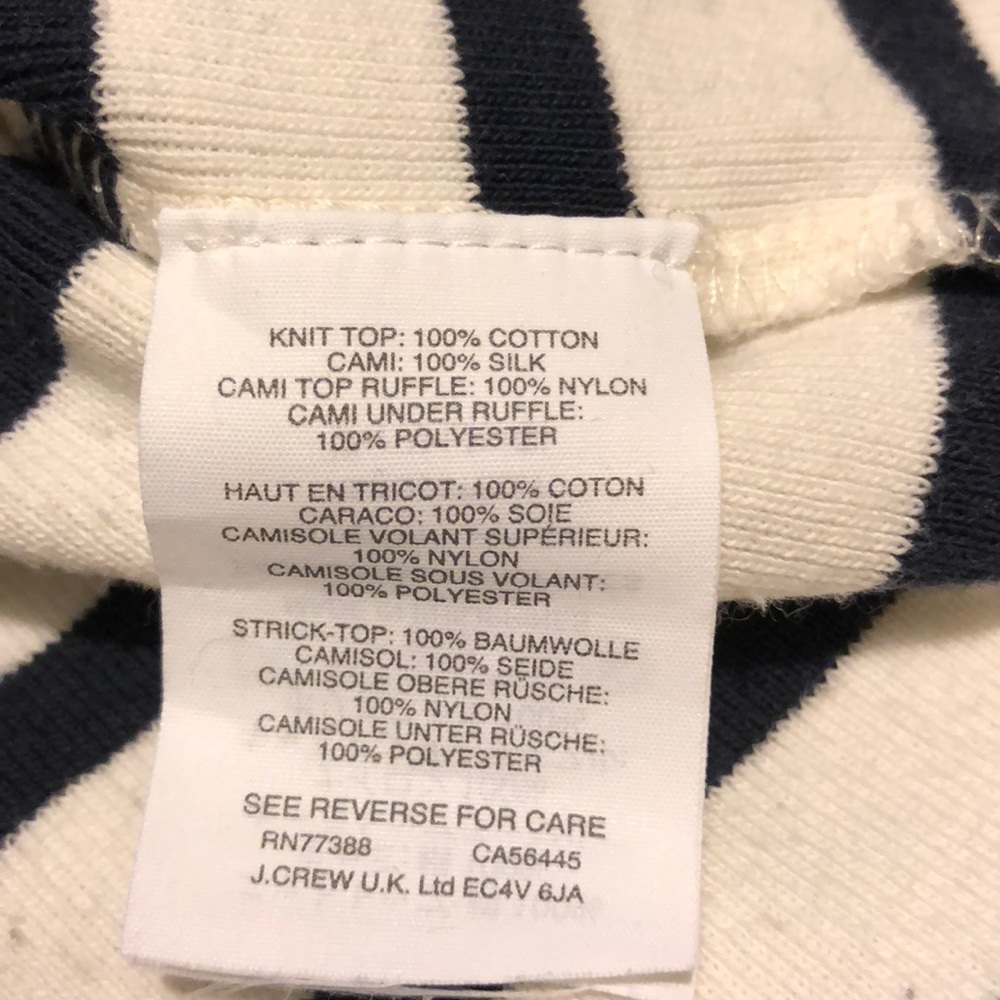 KNIT TOP: 100% COTTON
CAMI: 100% SILK
CAMI TOP RUFFLE: 100% NYLON
CAMI UNDER RUFFLE:
100% POLYESTER
HAUT EN TRICOT: 100% COTON
CARACO: 100% SOIE
CAMISOLE VOLANT SUPÉRIEUR:
100% NYLON
CAMISOLE SOUS VOLANT:
100% POLYESTER
STRICK-TOP: 100% BAUMWOLLE
CAMISOL: 100% SEIDE
CAMISOLE OBERE RÜSCHE:
100% NYLON
CAMISOLE UNTER RÜSCHE:
100% POLYESTER
SEE REVERSE FOR CARE
RN77388 CA56445
J.CREW U.K. Ltd EC4V 6JA